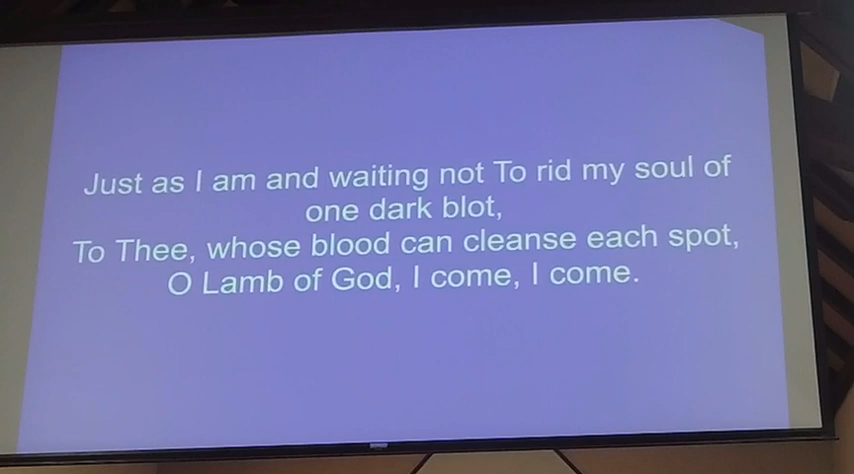 Just as I am and waiting not To rid my soul of
one dark blot,
To Thee, whose blood can cleanse each spot,
O Lamb of God, I come, I come.